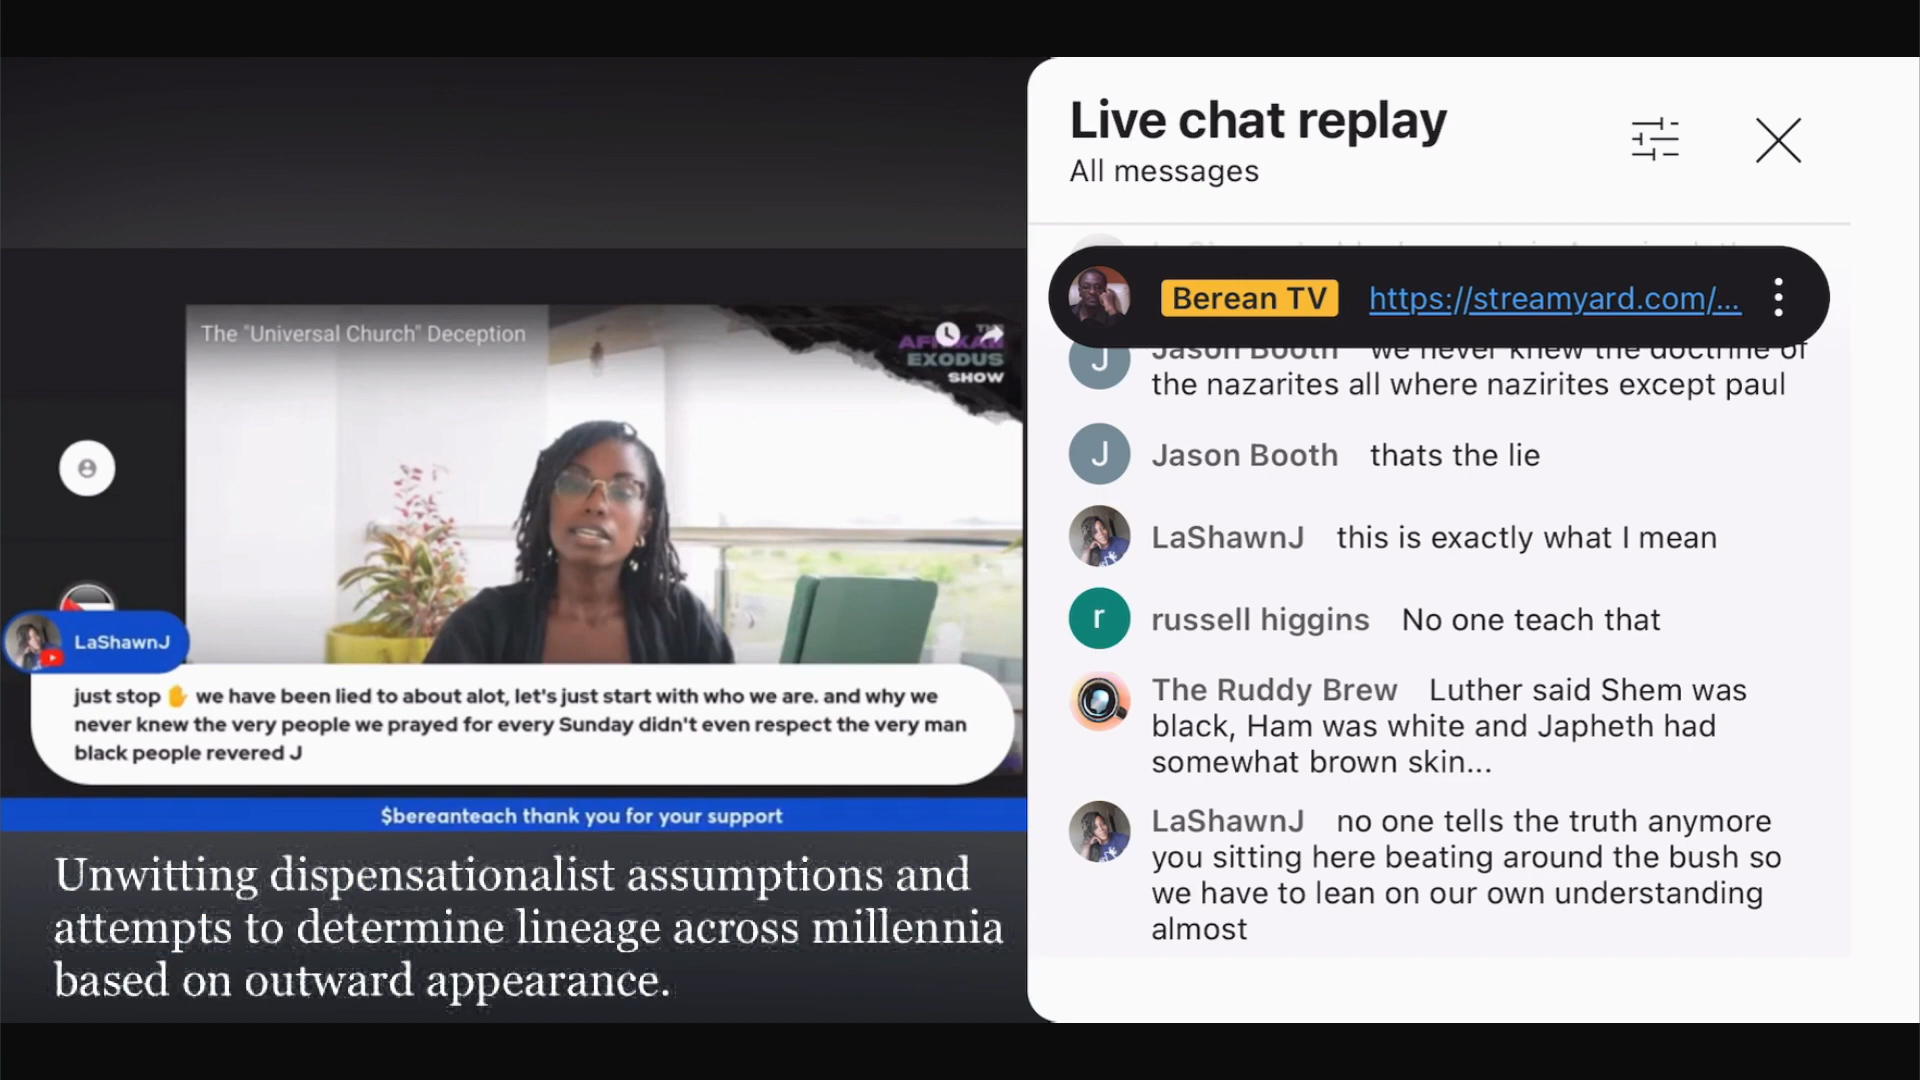 The "Universal Church" Deception
THE
AFRIKAN
EXODUS
SHOW
LaShawnJ
just stop ✋ we have been lied to about alot, let's just start with who we are. and why we
never knew the very people we prayed for every Sunday didn't even respect the very man
black people revered J
$bereanteach thank you for your support
Unwitting dispensationalist assumptions and
attempts to determine lineage across millennia
based on outward appearance.
Live chat replay
All messages
Berean TV https://streamyard.com/...
J Jason Booth we never knew the doctrine of
the nazarites all where nazirites except paul
J Jason Booth thats the lie
LaShawnJ this is exactly what I mean
r russell higgins No one teach that
The Ruddy Brew Luther said Shem was
black, Ham was white and Japheth had
somewhat brown skin...
LaShawnJ no one tells the truth anymore
you sitting here beating around the bush so
we have to lean on our own understanding
almost